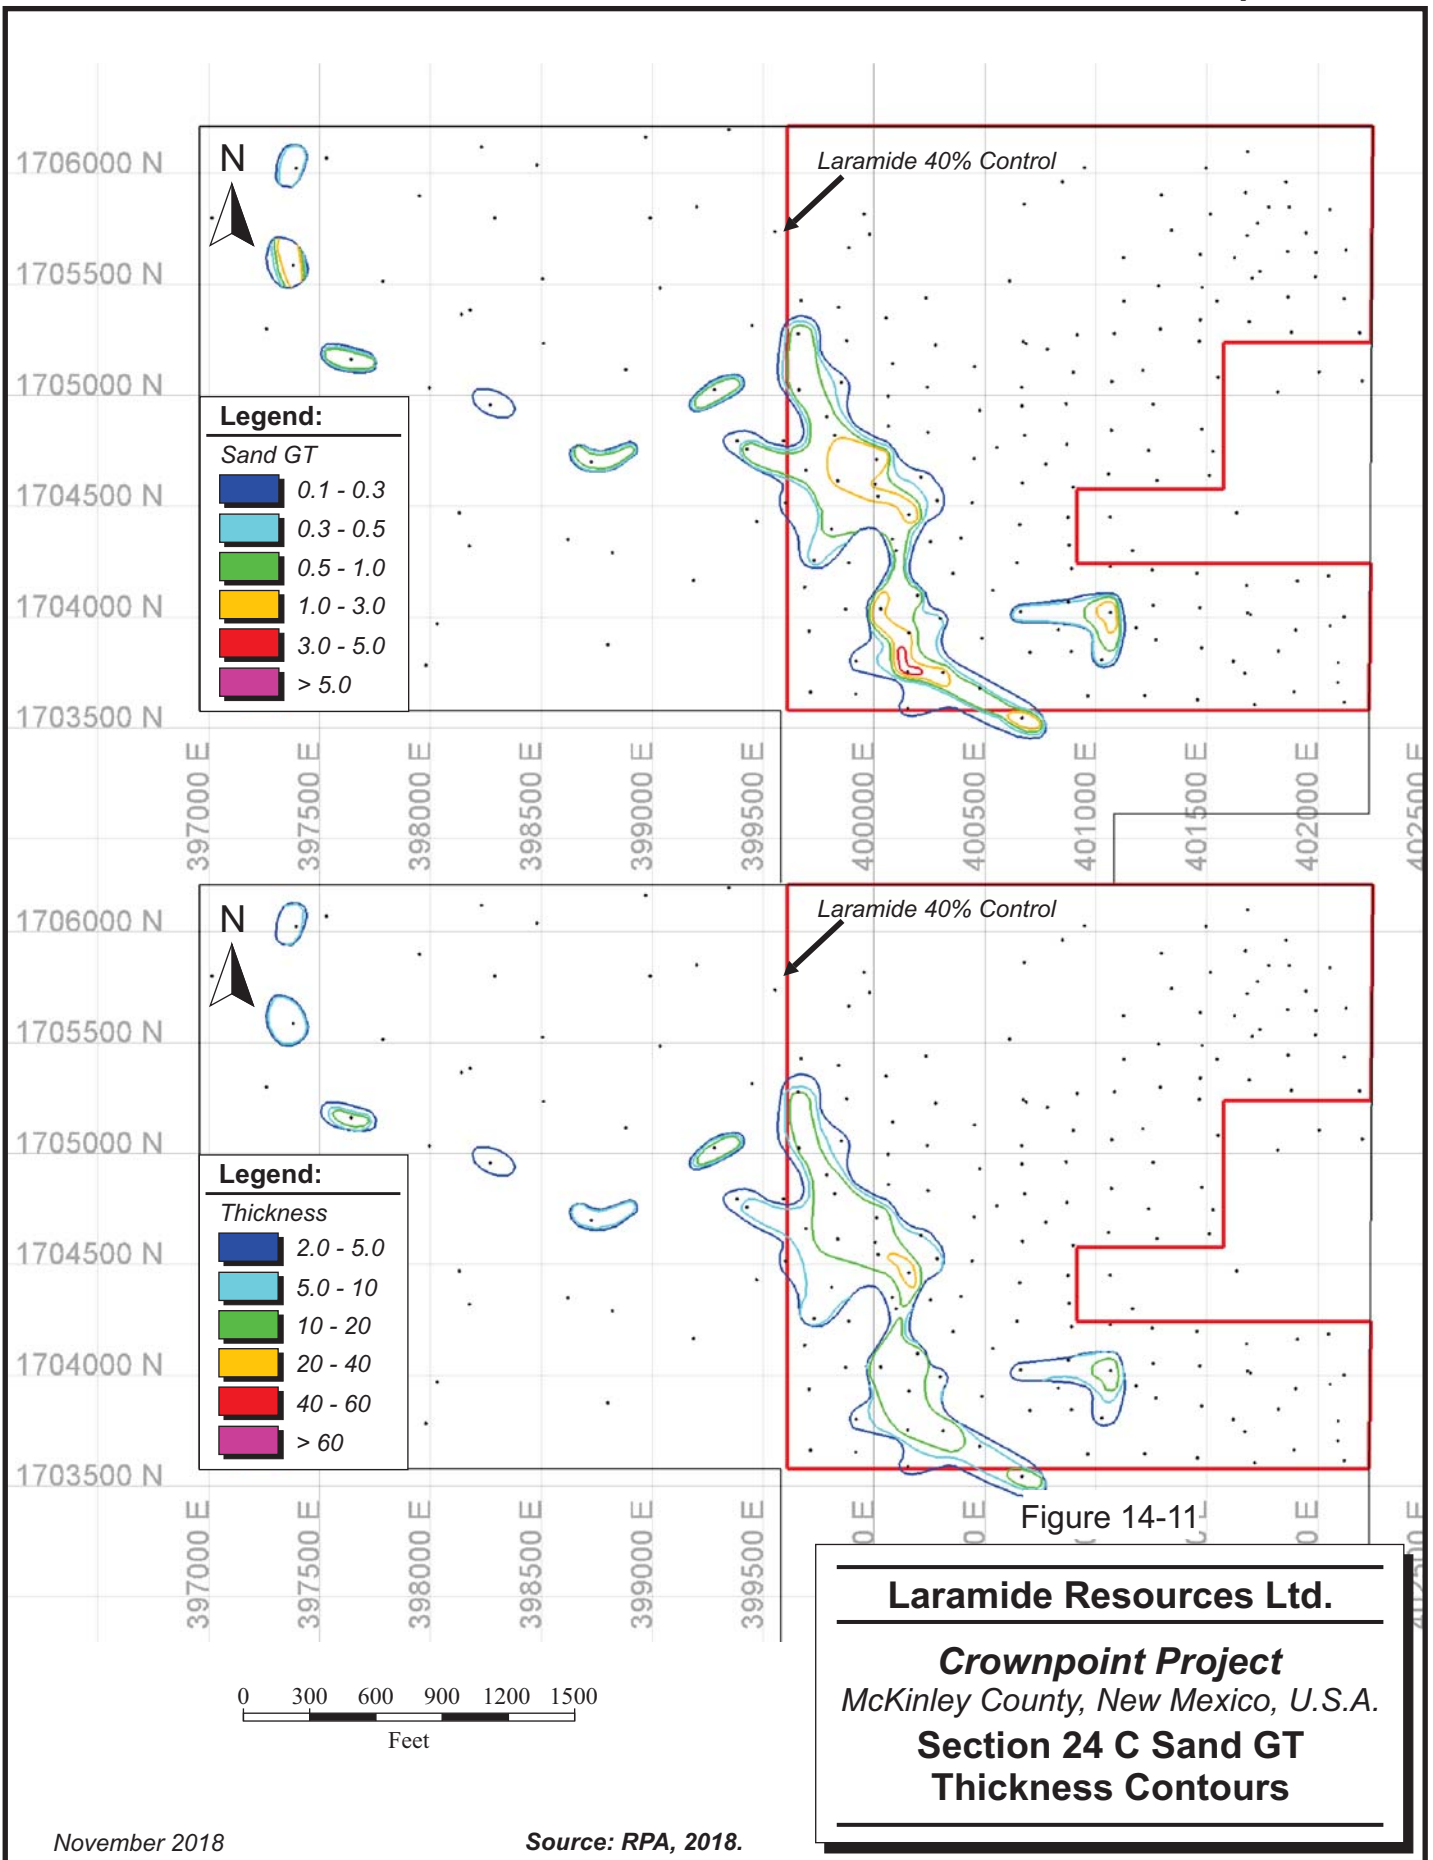 N
Laramide 40% Control
1706000 N
1705500 N
1705000 N
1704500 N
1704000 N
1703500 N
Legend:
Sand GT
0.1 - 0.3
0.3 - 0.5
0.5 - 1.0
1.0 - 3.0
3.0 - 5.0
> 5.0
397000 E
397500 E
398000 E
398500 E
399000 E
399500 E
400000 E
400500 E
401000 E
401500 E
402000 E
402500 E
N
Laramide 40% Control
1706000 N
1705500 N
1705000 N
1704500 N
1704000 N
1703500 N
Legend:
Thickness
2.0 - 5.0
5.0 - 10
10 - 20
20 - 40
40 - 60
> 60
397000 E
397500 E
398000 E
398500 E
399000 E
399500 E
Figure 14-11
Laramide Resources Ltd.
Crownpoint Project
McKinley County, New Mexico, U.S.A.
Section 24 C Sand GT
Thickness Contours
0 300 600 900 1200 1500
Feet
November 2018
Source: RPA, 2018.